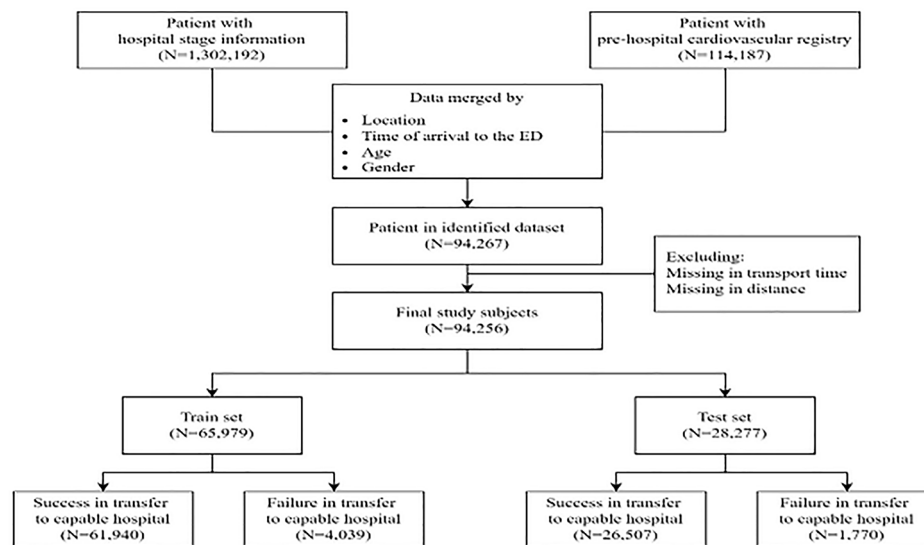 Patient with
hospital stage information
(N=1,302,192)
Patient with
pre-hospital cardiovascular registry
(N=114,187)
Data merged by
• Location
• Time of arrival to the ED
• Age
• Gender
Patient in identified dataset
(N=94,267)
Excluding:
Missing in transport time
Missing in distance
Final study subjects
(N=94,256)
Train set
(N=65,979)
Test set
(N=28,277)
Success in transfer
to capable hospital
(N=61,940)
Failure in transfer
to capable hospital
(N=4,039)
Success in transfer
to capable hospital
(N=26,507)
Failure in transfer
to capable hospital
(N=1,770)